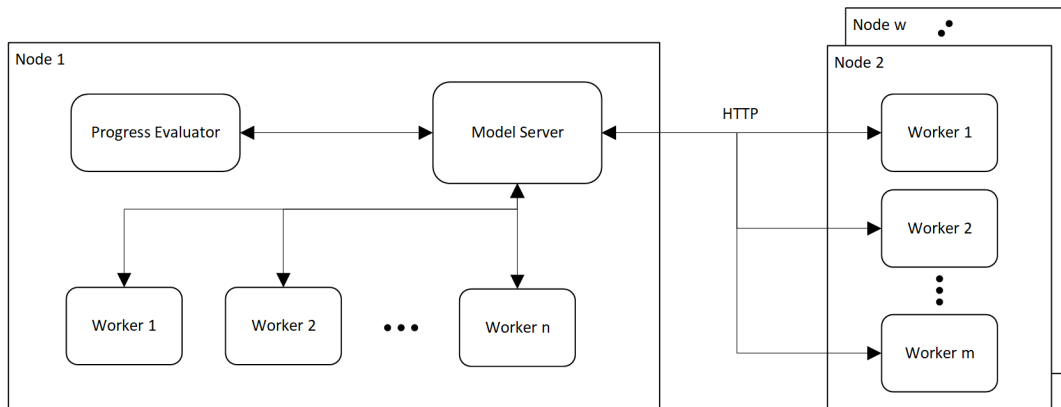 Node w
Node 1
Node 2
Progress Evaluator
Model Server
HTTP
Worker 1
Worker 2
Worker 1
Worker 2
Worker n
Worker m